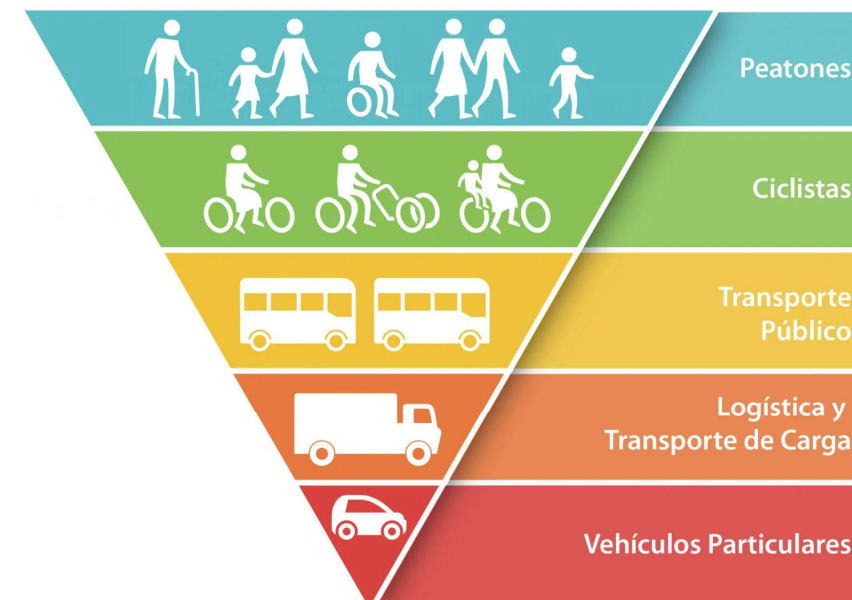 Peatones
Ciclistas
Transporte
Público
Logística y
Transporte de Carga
Vehículos Particulares